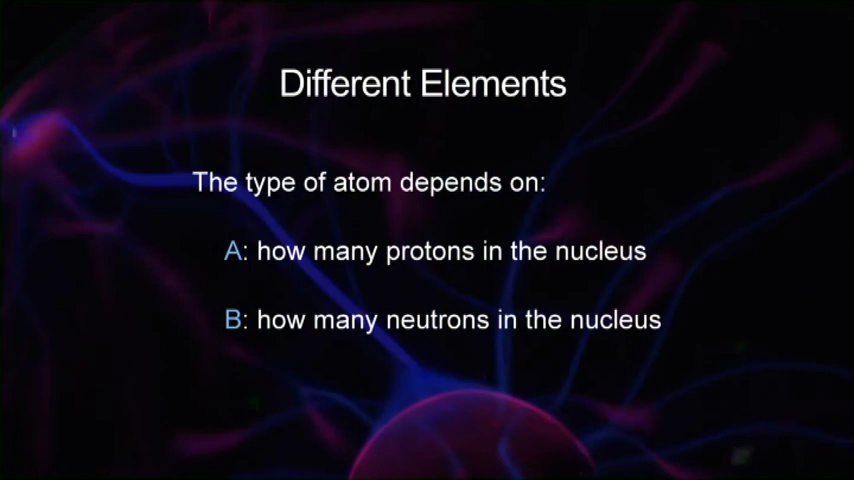 Different Elements
The type of atom depends on:
A: how many protons in the nucleus
B: how many neutrons in the nucleus